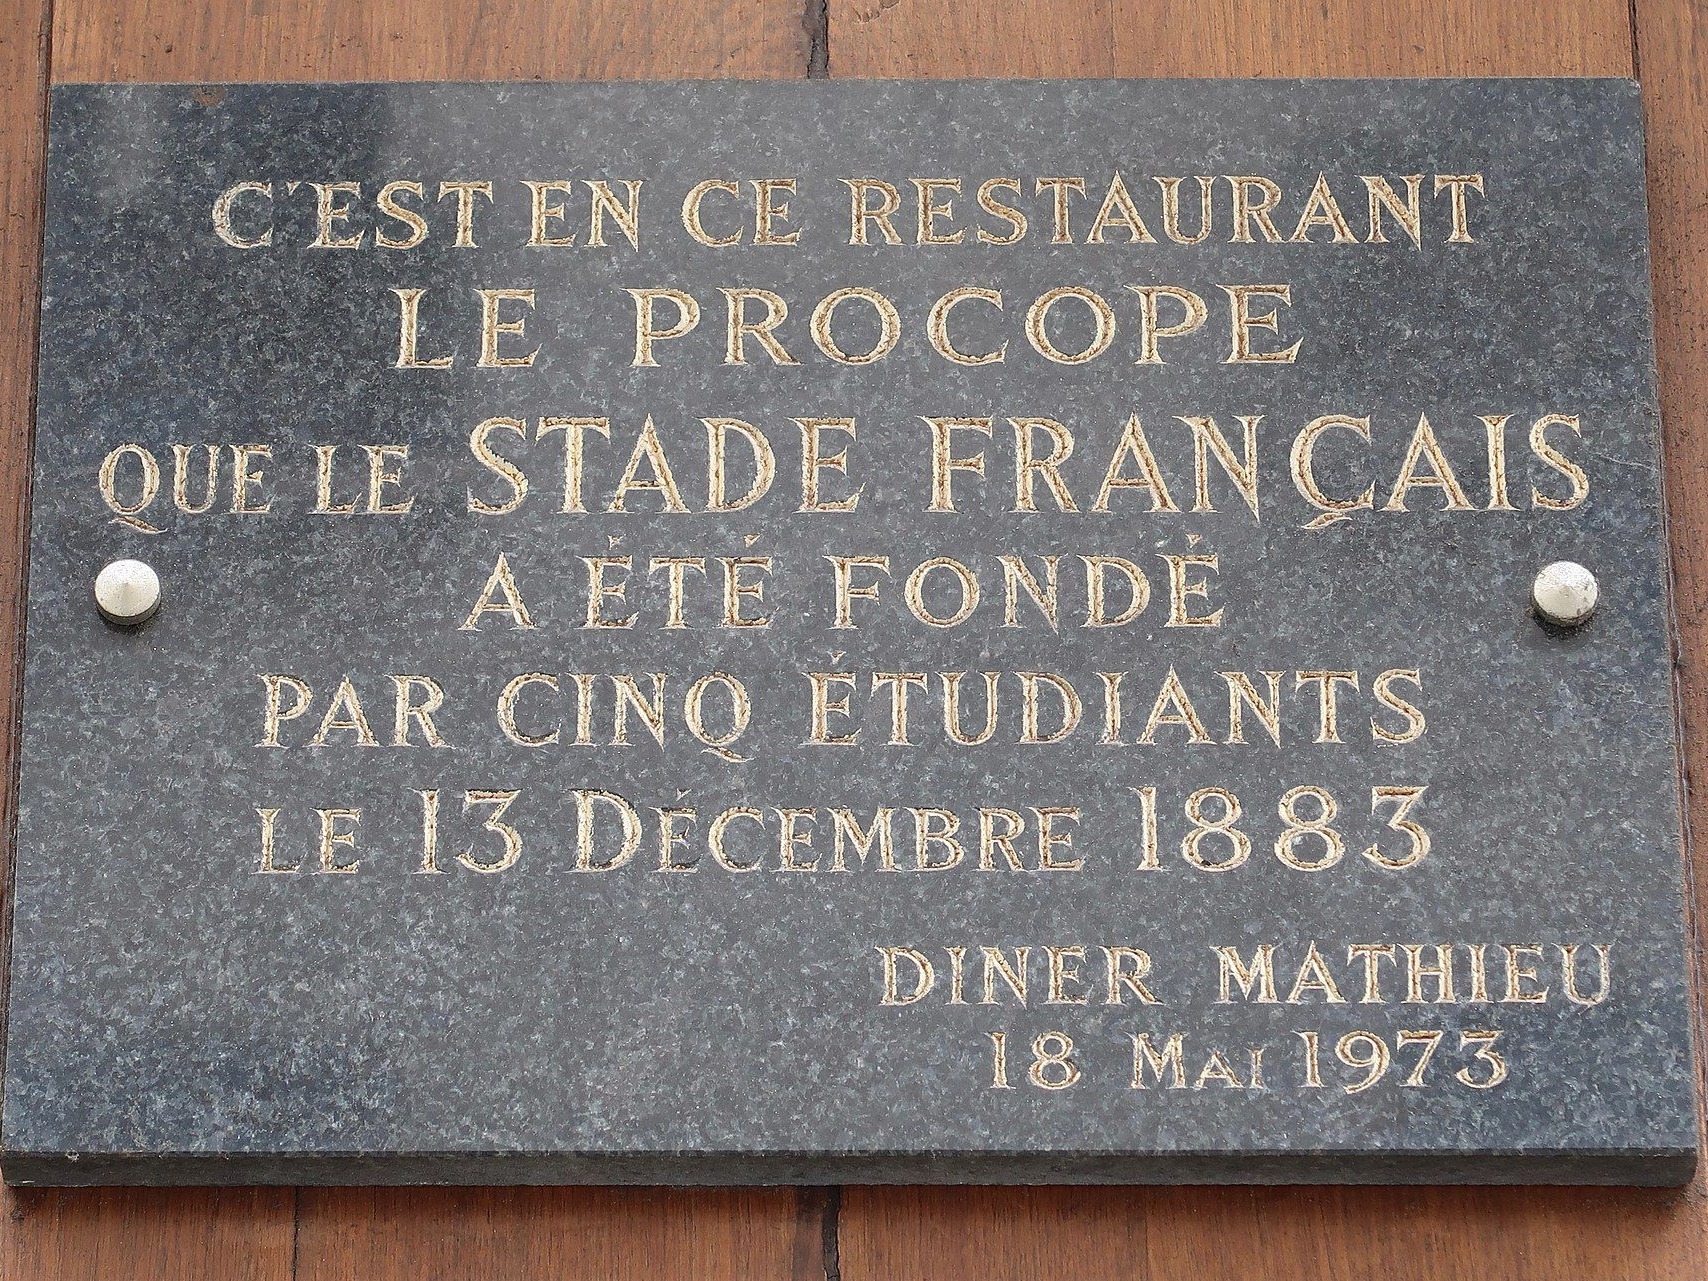 C'EST EN CE RESTAURANT
LE PROCOPE
QUE LE STADE FRANÇAIS
A ÉTÉ FONDÉ
PAR CINQ ÉTUDIANTS
LE 13 DÉCEMBRE 1883
DINER MATHIEU
18 MAI 1973